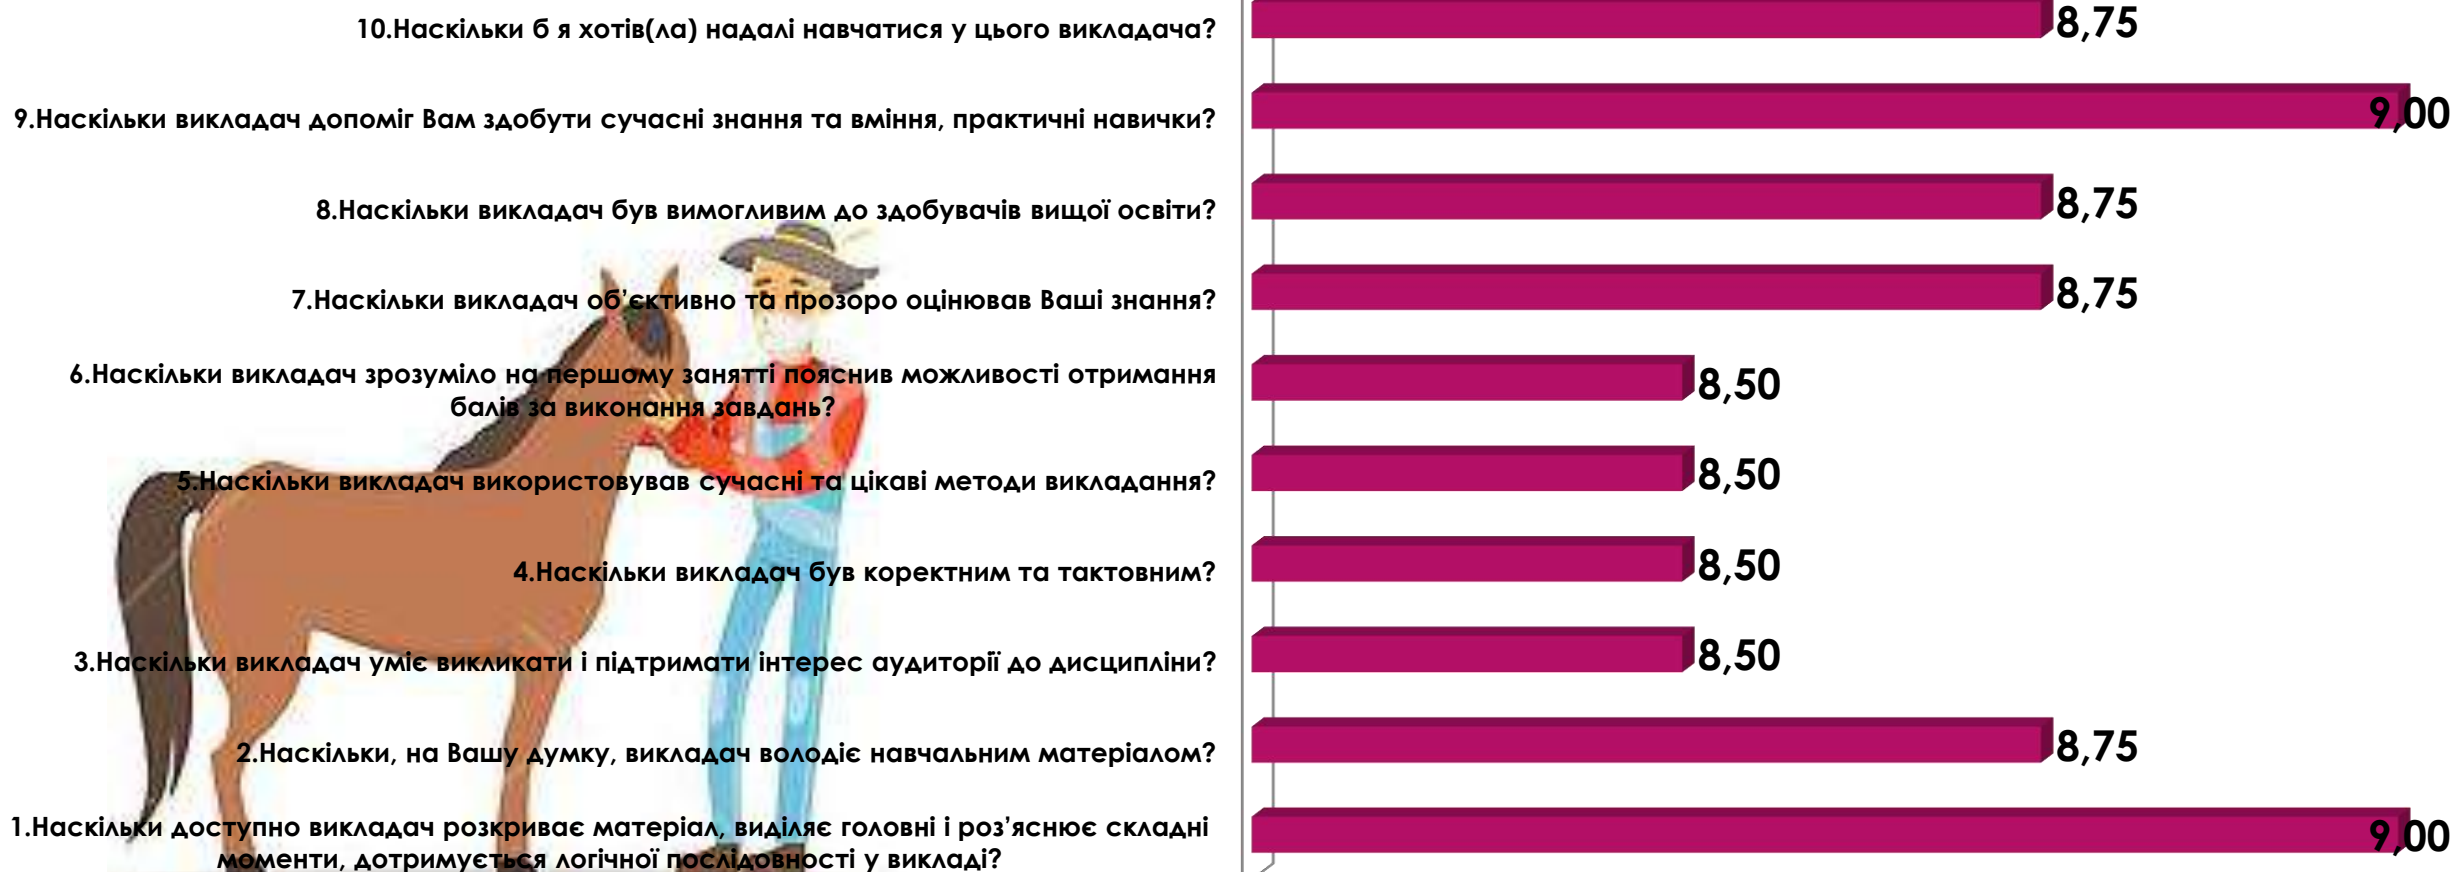 10.Наскільки б я хотів(ла) надалі навчатися у цього викладача?
8,75
9.Наскільки викладач допоміг Вам здобути сучасні знання та вміння, практичні навички?
9,00
8.Наскільки викладач був вимогливим до здобувачів вищої освіти?
8,75
7.Наскільки викладач об’єктивно та прозоро оцінював Ваші знання?
8,75
6.Наскільки викладач зрозуміло на першому занятті пояснив можливості отримання
балів за виконання завдань?
8,50
5.Наскільки викладач використовував сучасні та цікаві методи викладання?
8,50
4.Наскільки викладач був коректним та тактовним?
8,50
3.Наскільки викладач уміє викликати і підтримати інтерес аудиторії до дисципліни?
8,50
2.Наскільки, на Вашу думку, викладач володіє навчальним матеріалом?
8,75
1.Наскільки доступно викладач розкриває матеріал, виділяє головні і роз’яснює складні
моменти, дотримується логічної послідовності у викладі?
9,00